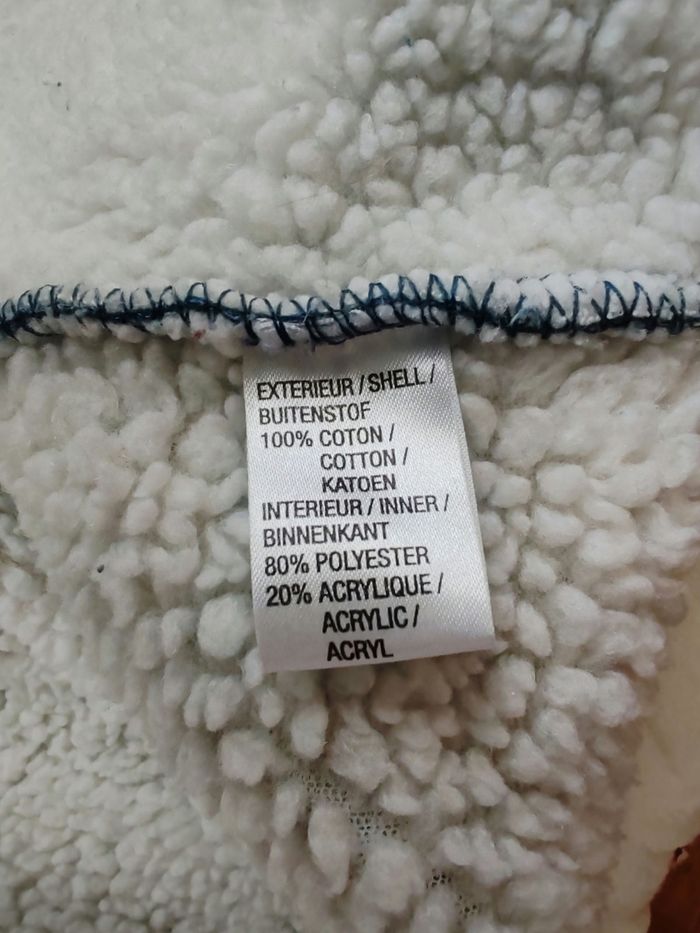 EXTERIEUR / SHELL /
BUITENSTOF
100% COTON /
COTTON /
KATOEN
INTERIEUR / INNER /
BINNENKANT
80% POLYESTER
20% ACRYLIQUE /
ACRYLIC /
ACRYL